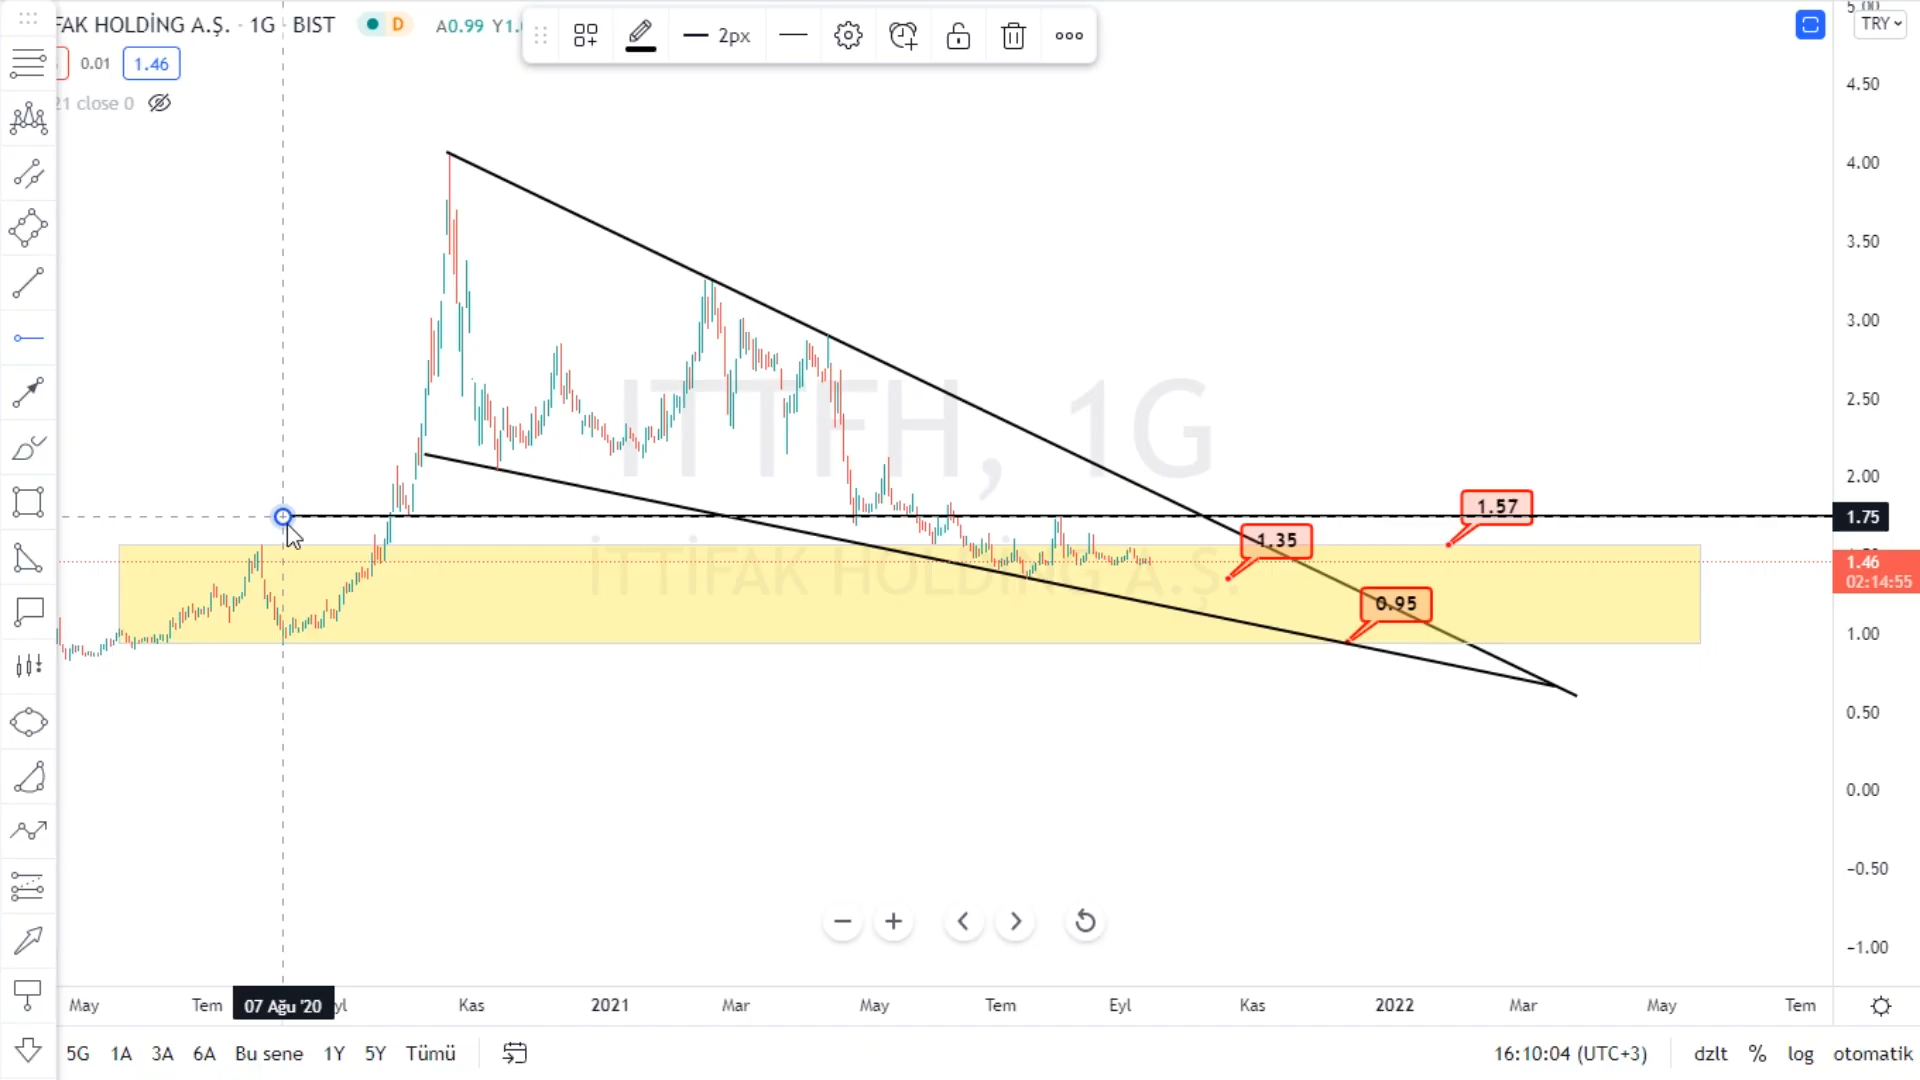 FAK HOLDİNG A.Ş. · 1G · BIST D A0.99
2px
TRY
0.01 1.46
21 close 0
5.00
4.50
4.00
3.50
3.00
2.50
2.00
1.75
1.46
02:14:55
1.00
0.50
0.00
−0.50
−1.00
ITTFH, 1G
İTTİFAK HOLDİNG A.Ş.
1.57
1.35
0.95
May Tem 07 Ağu '20 yl Kas 2021 Mar May Tem Eyl Kas 2022 Mar May Tem
5G 1A 3A 6A Bu sene 1Y 5Y Tümü 16:10:04 (UTC+3) dzlt % log otomatik